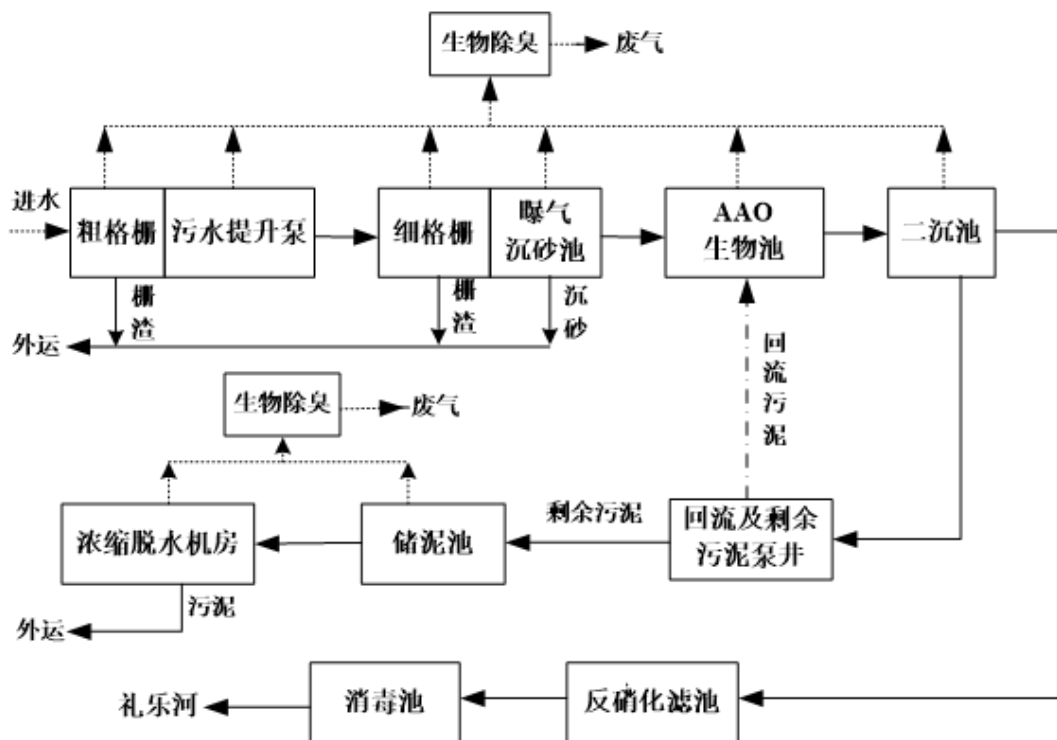 生物除臭
废气
进水
粗格栅
污水提升泵
细格栅
曝气
沉砂池
AAO
生物池
二沉池
栅渣
栅渣
沉砂
外运
回流污泥
生物除臭
废气
浓缩脱水机房
储泥池
剩余污泥
回流及剩余
污泥泵井
污泥
外运
礼乐河
消毒池
反硝化滤池